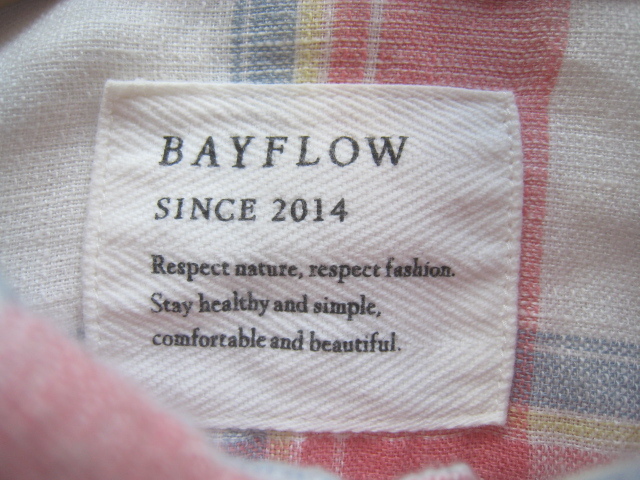 BAYFLOW
SINCE 2014
Respect nature, respect fashion.
Stay healthy and simple,
comfortable and beautiful.